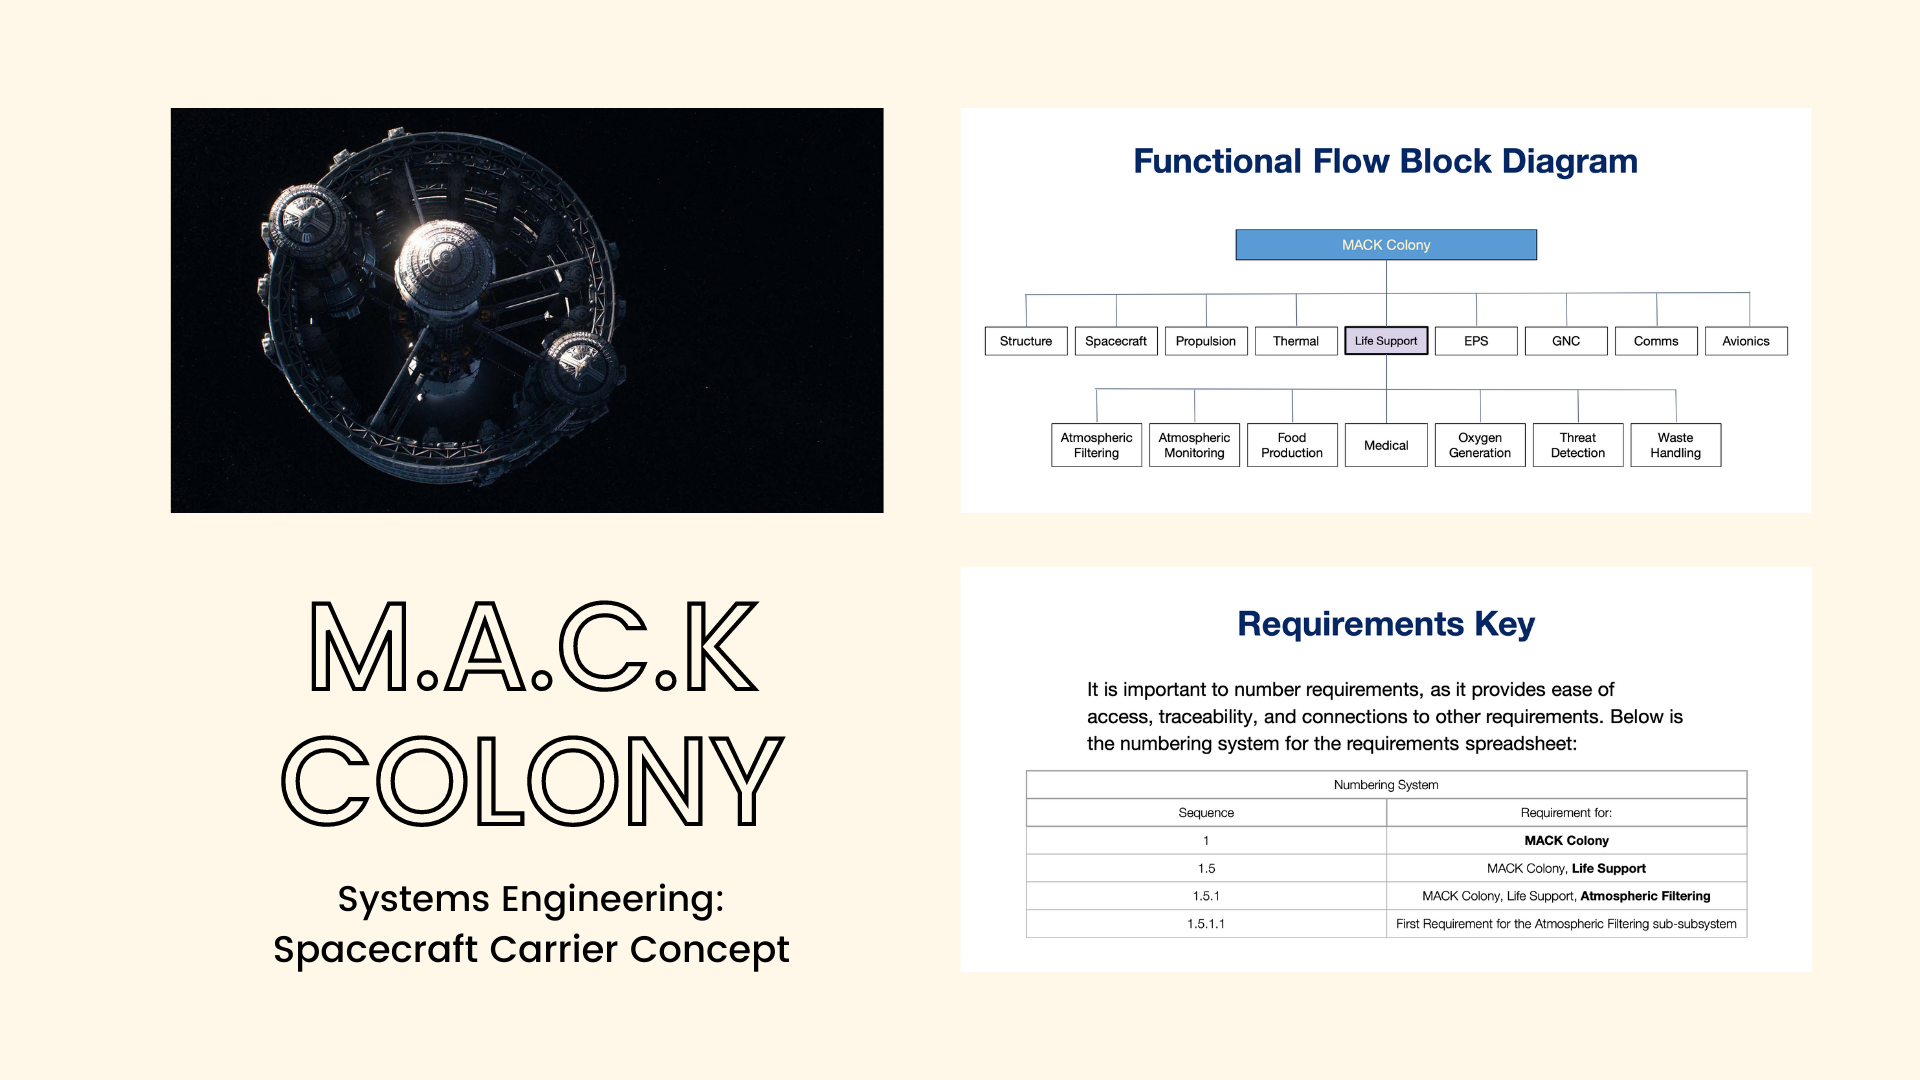 M.A.C.K
COLONY
Systems Engineering:
Spacecraft Carrier Concept
Functional Flow Block Diagram
MACK Colony
Structure
Spacecraft
Propulsion
Thermal
Life Support
EPS
GNC
Comms
Avionics
Atmospheric
Filtering
Atmospheric
Monitoring
Food
Production
Medical
Oxygen
Generation
Threat
Detection
Waste
Handling
Requirements Key
It is important to number requirements, as it provides ease of
access, traceability, and connections to other requirements. Below is
the numbering system for the requirements spreadsheet:
Numbering System
Sequence Requirement for:
1 MACK Colony
1.5 MACK Colony, Life Support
1.5.1 MACK Colony, Life Support, Atmospheric Filtering
1.5.1.1 First Requirement for the Atmospheric Filtering sub-subsystem